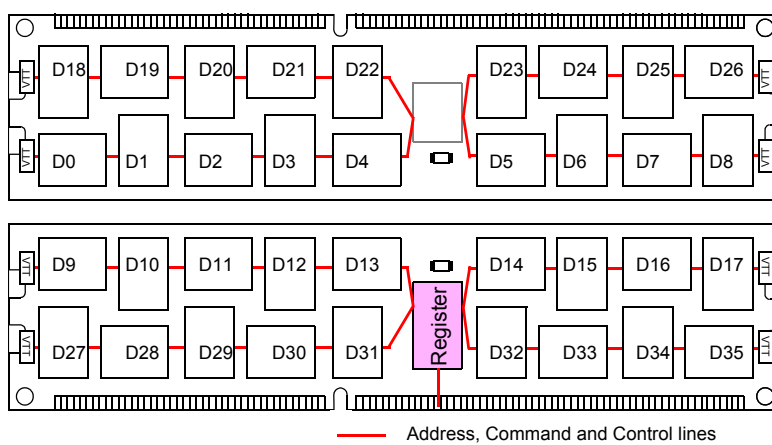 D18 D19 D20 D21 D22 D23 D24 D25 D26
VTT VTT
D0 D1 D2 D3 D4 D5 D6 D7 D8
VTT VTT
D9 D10 D11 D12 D13 D14 D15 D16 D17
VTT VTT
Register
D27 D28 D29 D30 D31 D32 D33 D34 D35
VTT VTT
Address, Command and Control lines